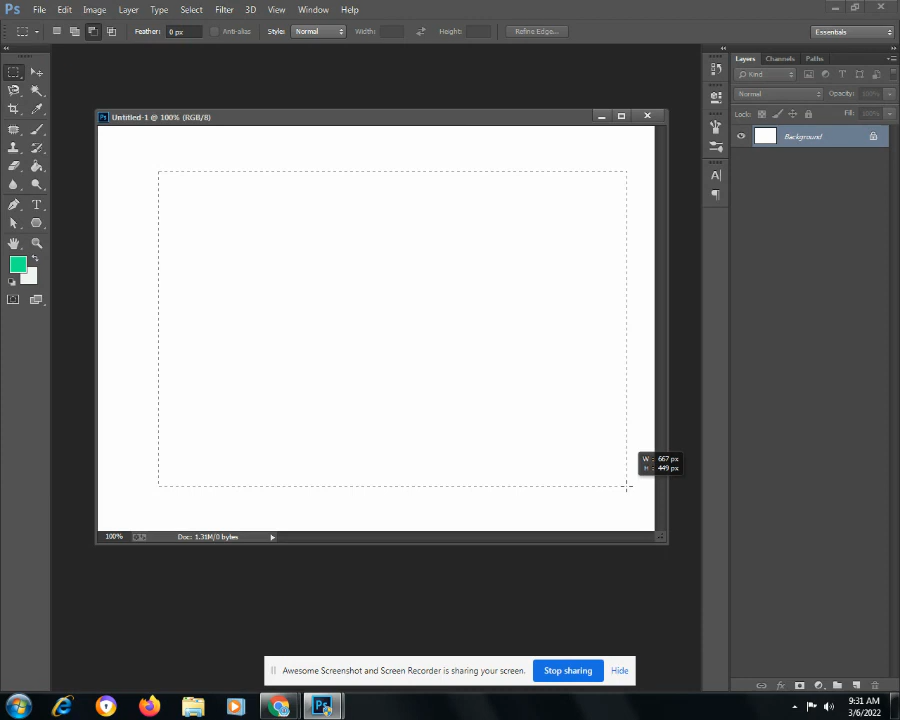 Ps File Edit Image Layer Type Select Filter 3D View Window Help
Feather: 0 px Anti-alias Style: Normal Width: Height: Refine Edge... Essentials
Layers Channels Paths
Kind
Normal Opacity: 100%
Lock: Fill: 100%
Background
Ps Untitled-1 @ 100% (RGB/8)
W : 667 px
H : 449 px
100% Doc: 1.31M/0 bytes
Awesome Screenshot and Screen Recorder is sharing your screen. Stop sharing Hide
9:31 AM
3/6/2022